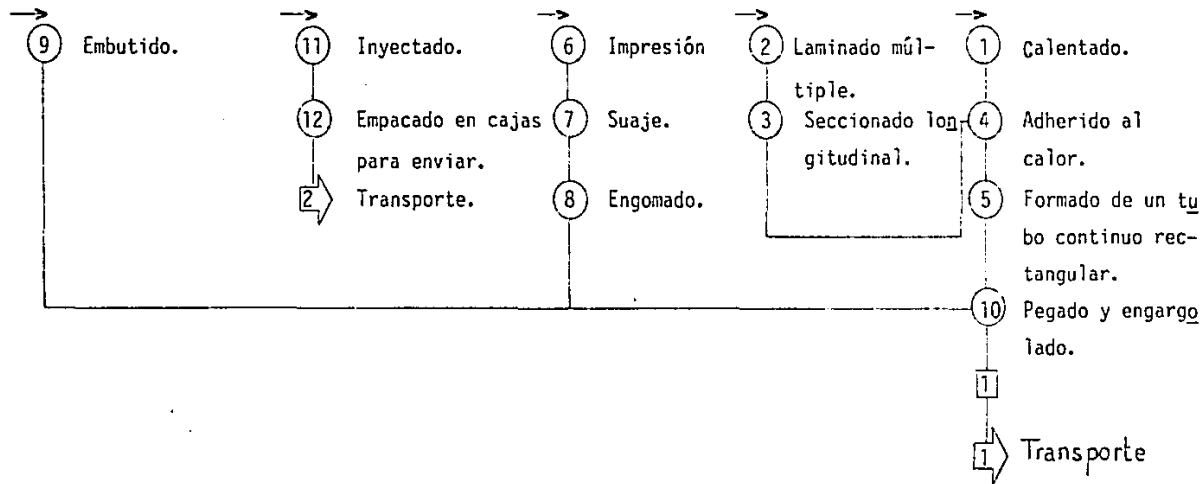 9 Embutido.
11 Inyectado.
12 Empacado en cajas
para enviar.
2 Transporte.
6 Impresión
7 Suaje.
8 Engomado.
2 Laminado múl-
tiple.
3 Seccionado lon
gitudinal.
1 Calentado.
4 Adherido al
calor.
5 Formado de un tu
bo continuo rec-
tangular.
10 Pegado y engargo
lado.
1
1 Transporte